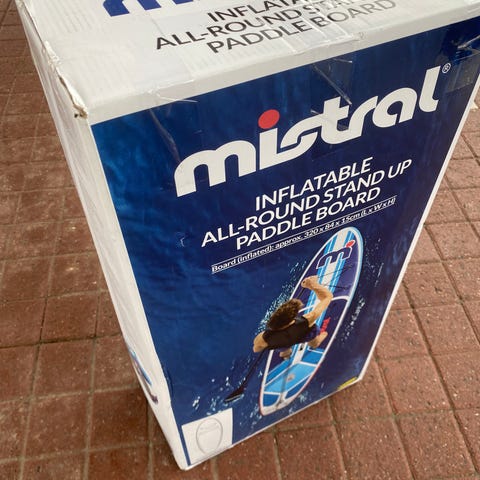 INFLATABLE
ALL-ROUND STAND UP
PADDLE BOARD
mistral®
INFLATABLE
ALL-ROUND STAND UP
PADDLE BOARD
Board (inflated): approx. 320 x 84 x 15cm (L x W x H)